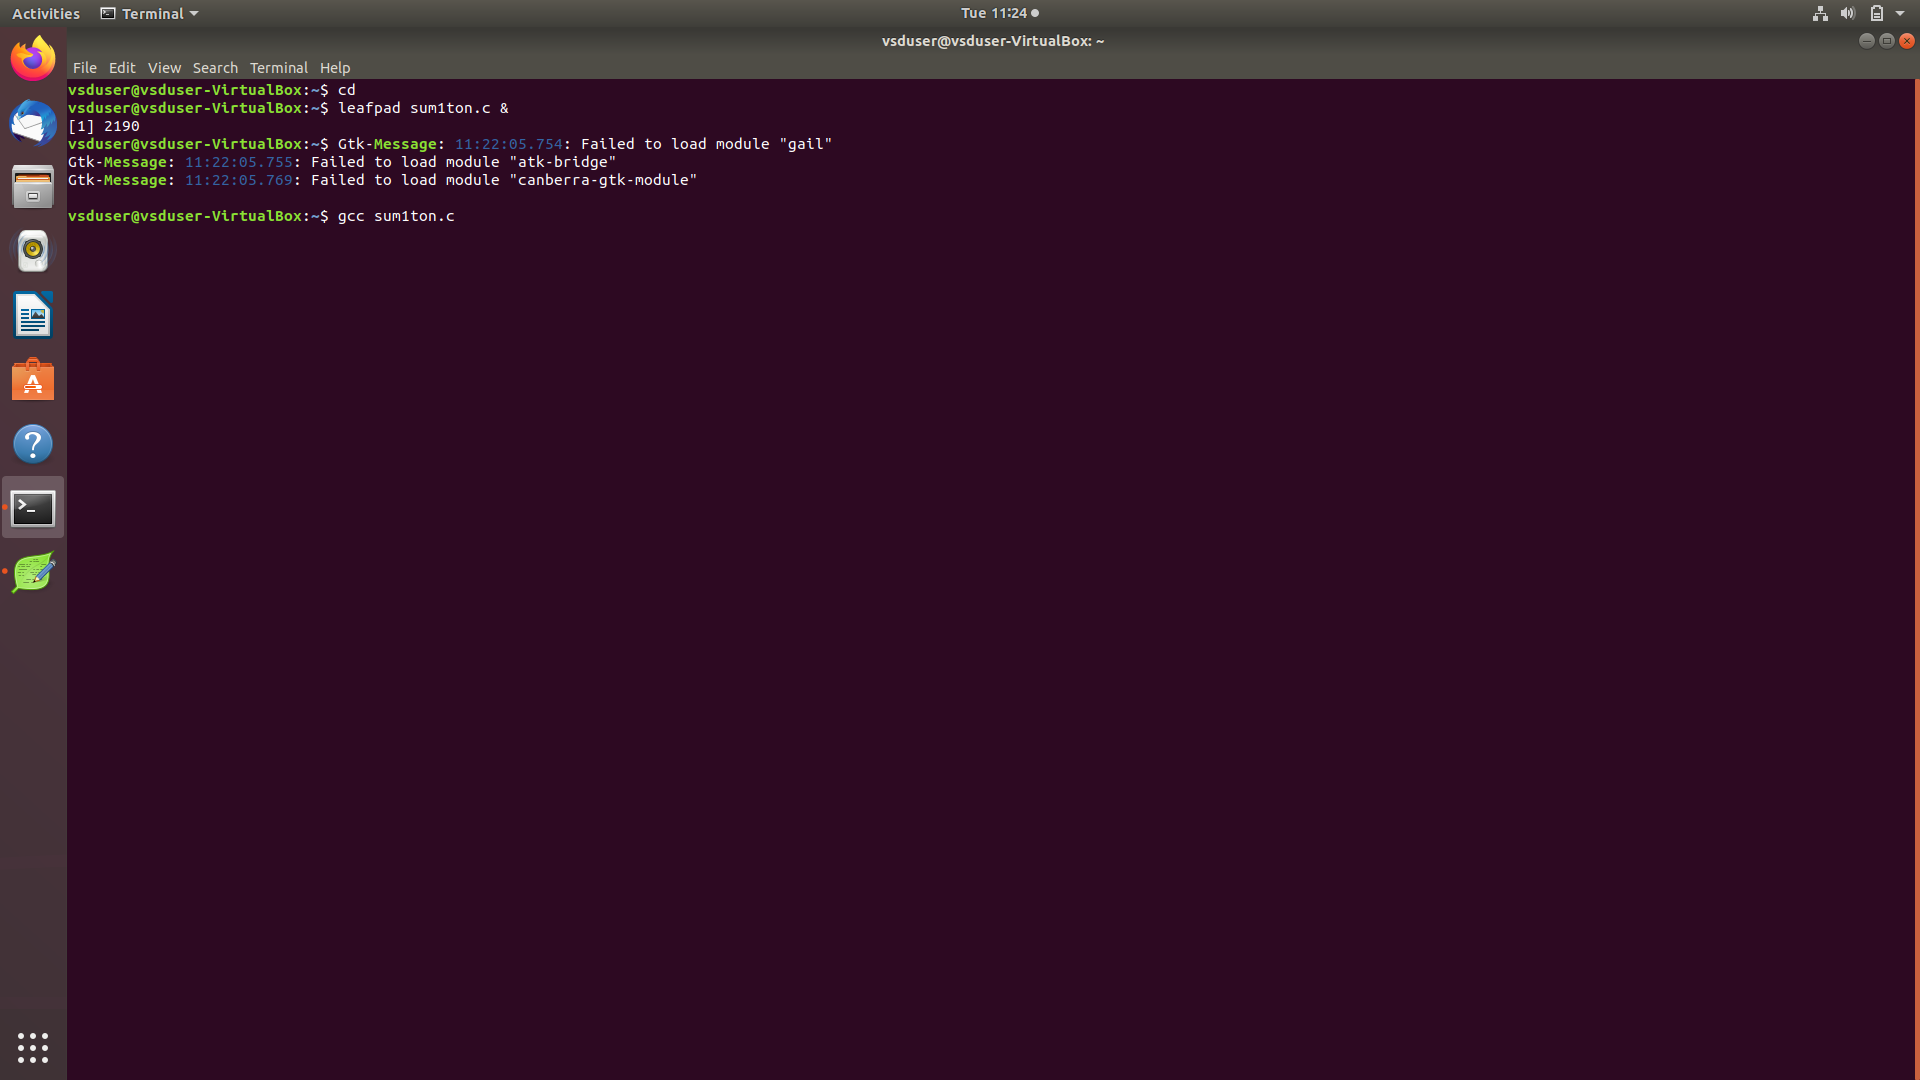 Activities Terminal Tue 11:24
vsduser@vsduser-VirtualBox: ~
File Edit View Search Terminal Help
vsduser@vsduser-VirtualBox:~$ cd
vsduser@vsduser-VirtualBox:~$ leafpad sum1ton.c &
[1] 2190
vsduser@vsduser-VirtualBox:~$ Gtk-Message: 11:22:05.754: Failed to load module "gail"
Gtk-Message: 11:22:05.755: Failed to load module "atk-bridge"
Gtk-Message: 11:22:05.769: Failed to load module "canberra-gtk-module"
vsduser@vsduser-VirtualBox:~$ gcc sum1ton.c